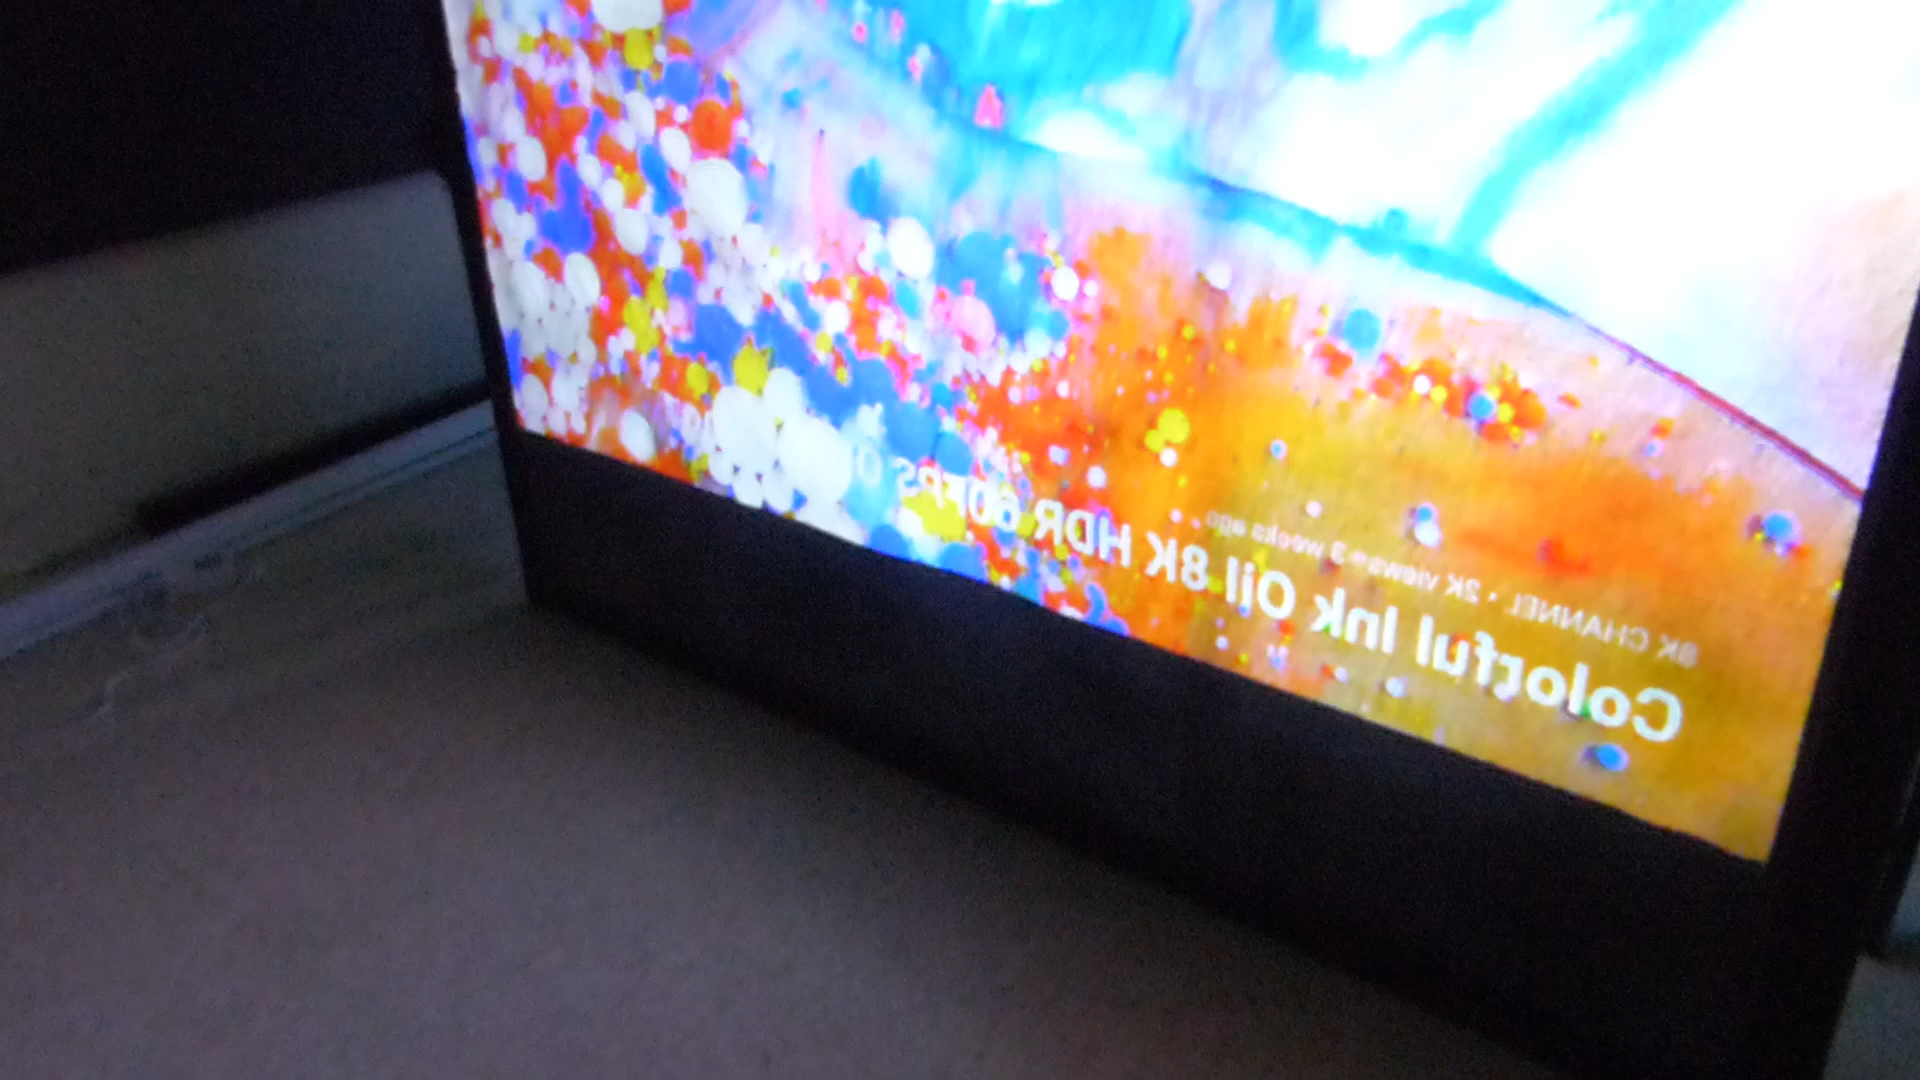 Colorful Ink Oil 8K HDR 60FPS
8K CHANNEL • 2K views • 3 weeks ago